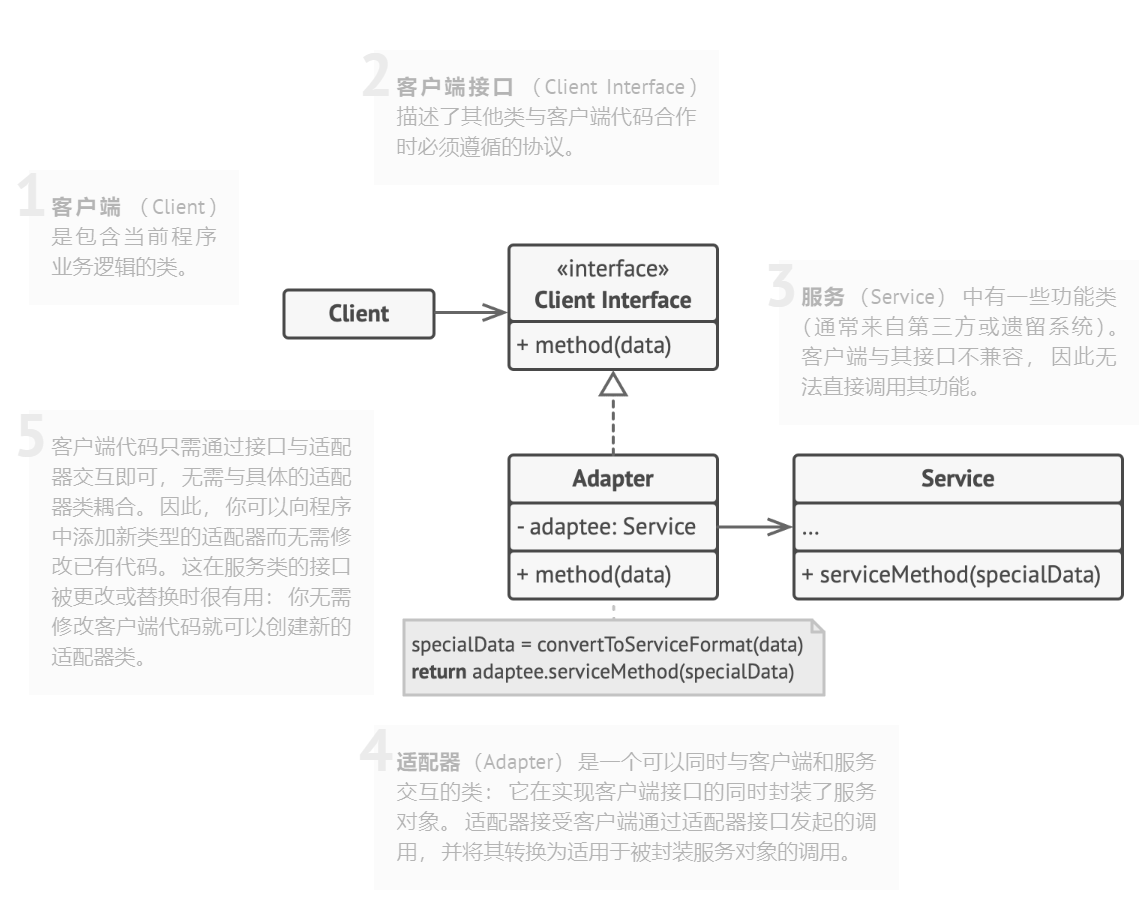 1
客户端 （Client）
是包含当前程序
业务逻辑的类。
2
客户端接口 （Client Interface）
描述了其他类与客户端代码合作
时必须遵循的协议。
3
服务 （Service） 中有一些功能类
（通常来自第三方或遗留系统）。
客户端与其接口不兼容， 因此无
法直接调用其功能。
Client
«interface»
Client Interface
+ method(data)
5
客户端代码只需通过接口与适配
器交互即可， 无需与具体的适配
器类耦合。 因此， 你可以向程序
中添加新类型的适配器而无需修
改已有代码。 这在服务类的接口
被更改或替换时很有用： 你无需
修改客户端代码就可以创建新的
适配器类。
Adapter
- adaptee: Service
+ method(data)
Service
...
+ serviceMethod(specialData)
specialData = convertToServiceFormat(data)
return adaptee.serviceMethod(specialData)
4
适配器 （Adapter） 是一个可以同时与客户端和服务
交互的类： 它在实现客户端接口的同时封装了服务
对象。 适配器接受客户端通过适配器接口发起的调
用， 并将其转换为适用于被封装服务对象的调用。